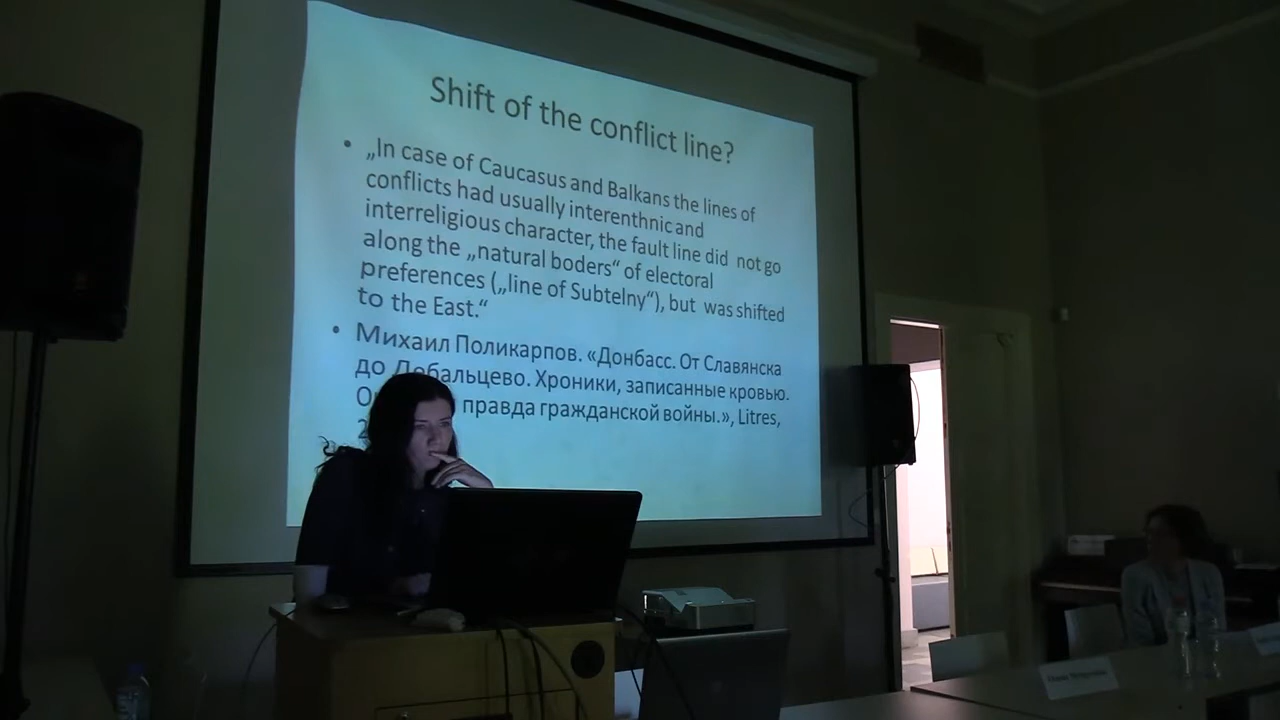 Shift of the conflict line?
• „In case of Caucasus and Balkans the lines of
conflicts had usually interenthnic and
interreligious character, the fault line did not go
along the „natural boders“ of electoral
preferences („line of Subtelny“), but was shifted
to the East.“
• Михаил Поликарпов. «Донбасс. От Славянска
до Дебальцево. Хроники, записанные кровью.
правда гражданской войны.», Litres,